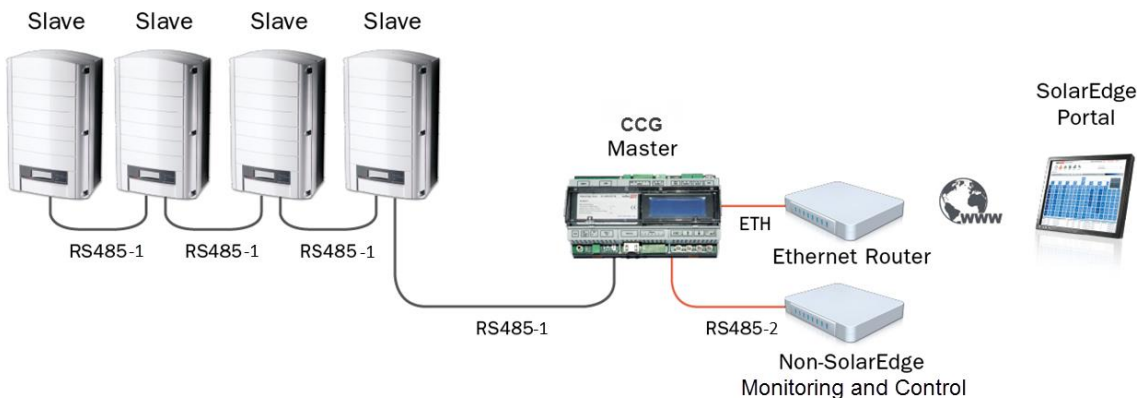 Slave
Slave
Slave
Slave
SolarEdge
Portal
CCG
Master
WWW
ETH
RS485-1
RS485-1
RS485-1
Ethernet Router
RS485-1
RS485-2
Non-SolarEdge
Monitoring and Control